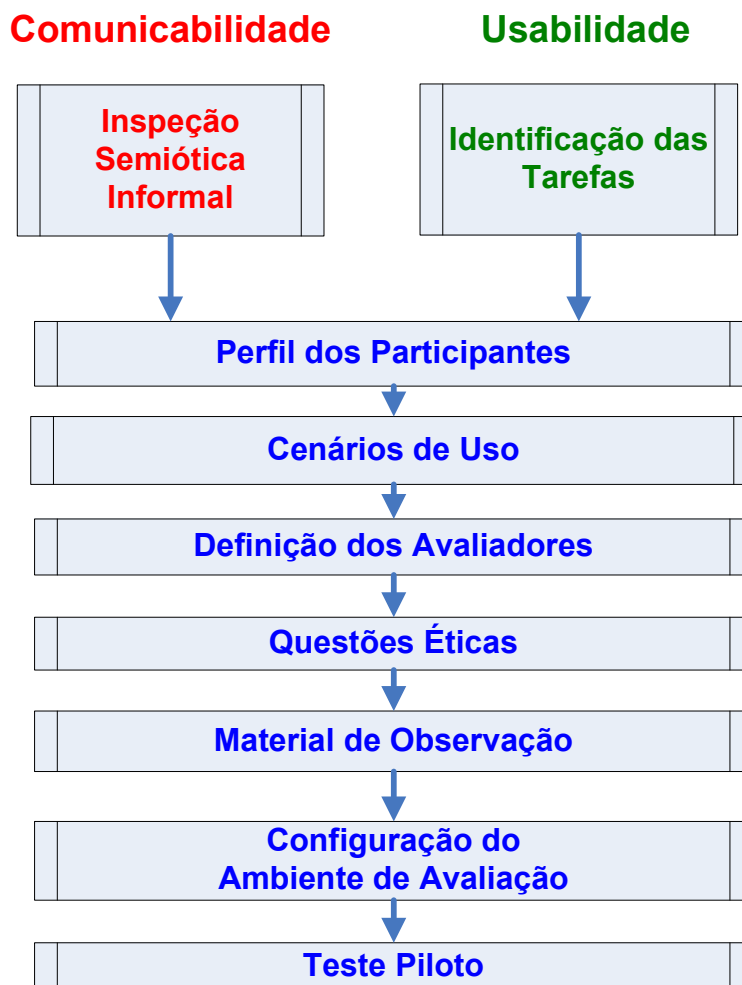 Comunicabilidade
Usabilidade
Inspeção
Semiótica
Informal
Identificação das
Tarefas
Perfil dos Participantes
Cenários de Uso
Definição dos Avaliadores
Questões Éticas
Material de Observação
Configuração do
Ambiente de Avaliação
Teste Piloto